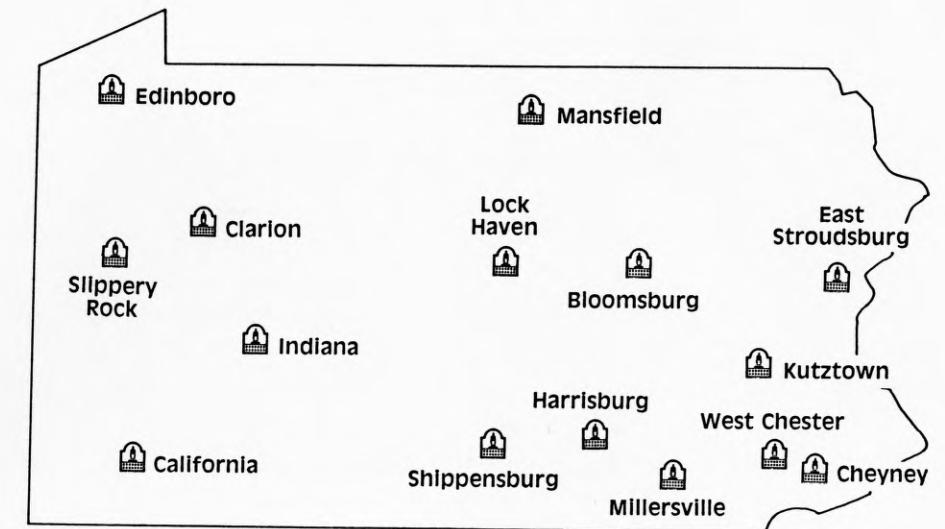 Edinboro
Mansfield
Lock
Haven
East
Stroudsburg
Clarion
Slippery
Rock
Bloomsburg
Indiana
Kutztown
Harrisburg
West Chester
California
Shippensburg
Cheyney
Millersville